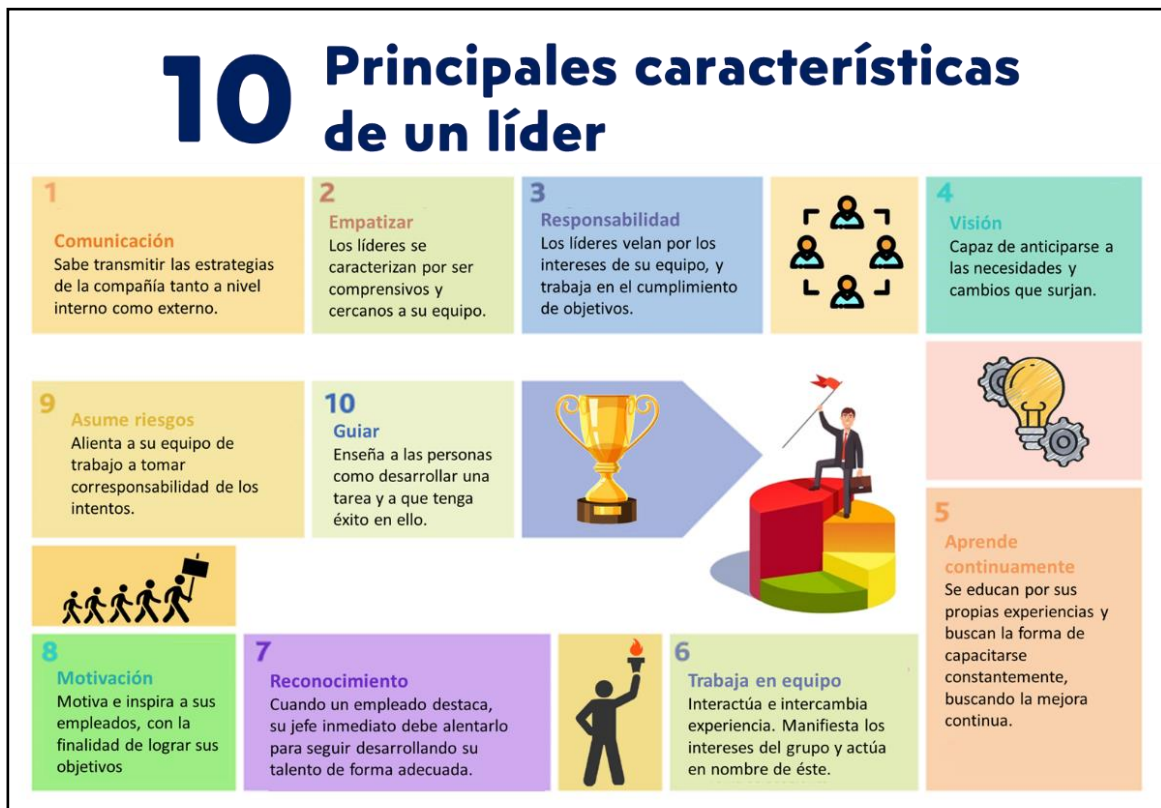 10 Principales características
de un líder
1
Comunicación
Sabe transmitir las estrategias
de la compañía tanto a nivel
interno como externo.
2
Empatizar
Los líderes se
caracterizan por ser
comprensivos y
cercanos a su equipo.
3
Responsabilidad
Los líderes velan por los
intereses de su equipo, y
trabaja en el cumplimiento
de objetivos.
4
Visión
Capaz de anticiparse a
las necesidades y
cambios que surjan.
5
Aprende
continuamente
Se educan por sus
propias experiencias y
buscan la forma de
capacitarse
constantemente,
buscando la mejora
continua.
6
Trabaja en equipo
Interactúa e intercambia
experiencia. Manifiesta los
intereses del grupo y actúa
en nombre de éste.
7
Reconocimiento
Cuando un empleado destaca,
su jefe inmediato debe alentarlo
para seguir desarrollando su
talento de forma adecuada.
8
Motivación
Motiva e inspira a sus
empleados, con la
finalidad de lograr sus
objetivos
9
Asume riesgos
Alienta a su equipo de
trabajo a tomar
corresponsabilidad de los
intentos.
10
Guiar
Enseña a las personas
como desarrollar una
tarea y a que tenga
éxito en ello.